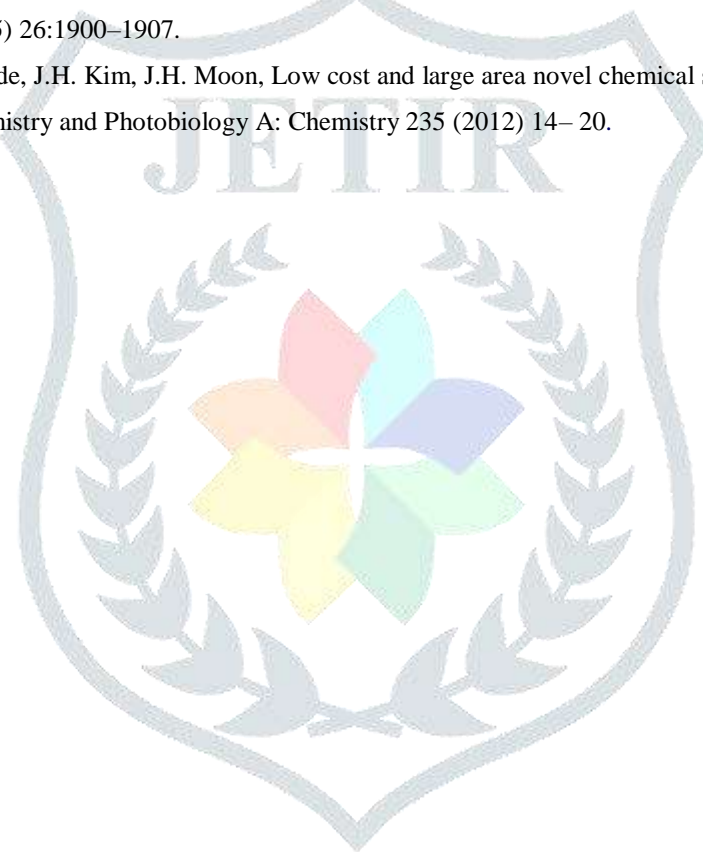 5) 26:1900–1907.
de, J.H. Kim, J.H. Moon, Low cost and large area novel chemical s
nistry and Photobiology A: Chemistry 235 (2012) 14– 20.
JETIR